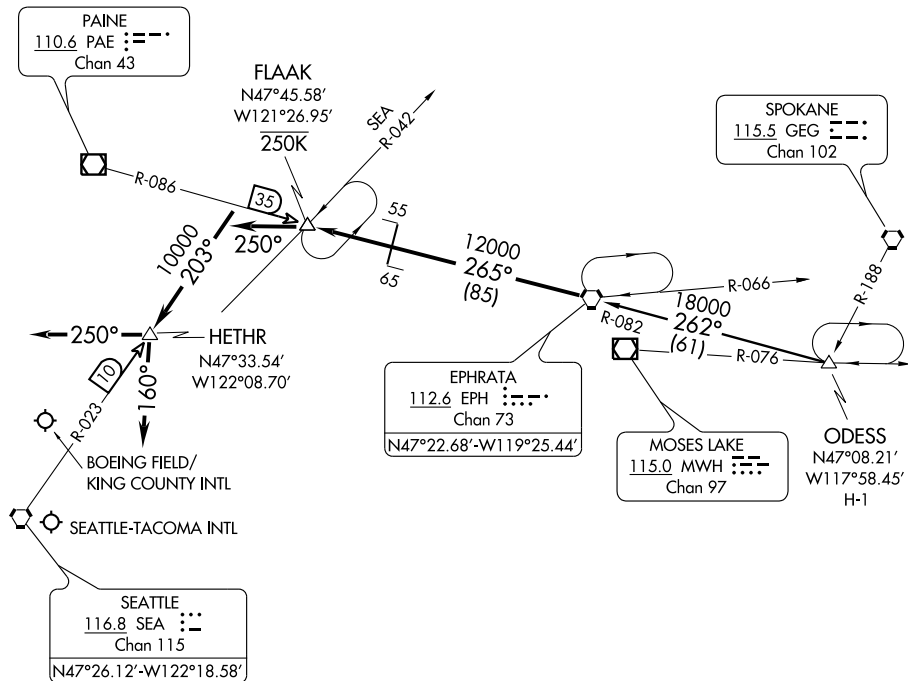 PAINE
110.6 PAE
Chan 43
FLAAK
N47°45.58'
W121°26.95'
250K
SEA
R-042
SPOKANE
115.5 GEG
Chan 102
R-086
35
250°
55
65
12000
265°
(85)
10000
203°
R-066
R-188
18000
262°
(61)
R-082
R-076
250°
HETHR
N47°33.54'
W122°08.70'
160°
10
R-023
EPHRATA
112.6 EPH
Chan 73
N47°22.68'-W119°25.44'
MOSES LAKE
115.0 MWH
Chan 97
ODESS
N47°08.21'
W117°58.45'
H-1
BOEING FIELD/
KING COUNTY INTL
SEATTLE-TACOMA INTL
SEATTLE
116.8 SEA
Chan 115
N47°26.12'-W122°18.58'